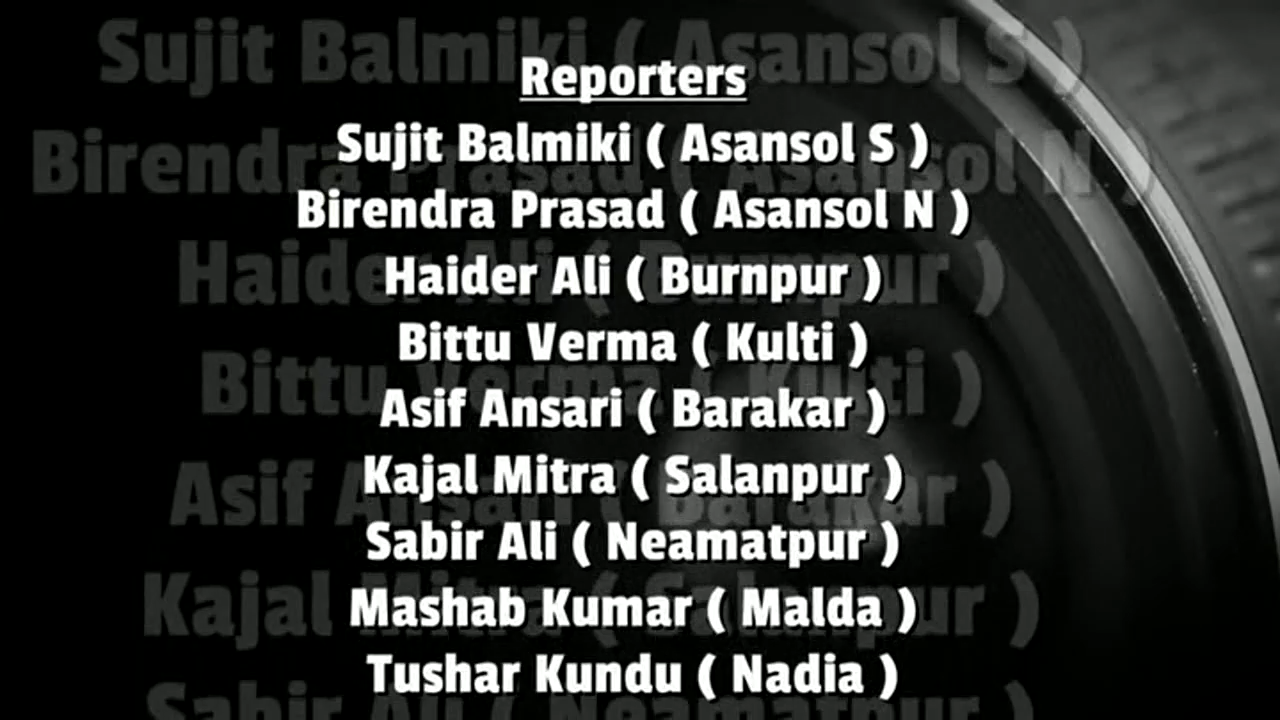 Reporters
Sujit Balmiki ( Asansol S )
Birendra Prasad ( Asansol N )
Haider Ali ( Burnpur )
Bittu Verma ( Kulti )
Asif Ansari ( Barakar )
Kajal Mitra ( Salanpur )
Sabir Ali ( Neamatpur )
Mashab Kumar ( Malda )
Tushar Kundu ( Nadia )